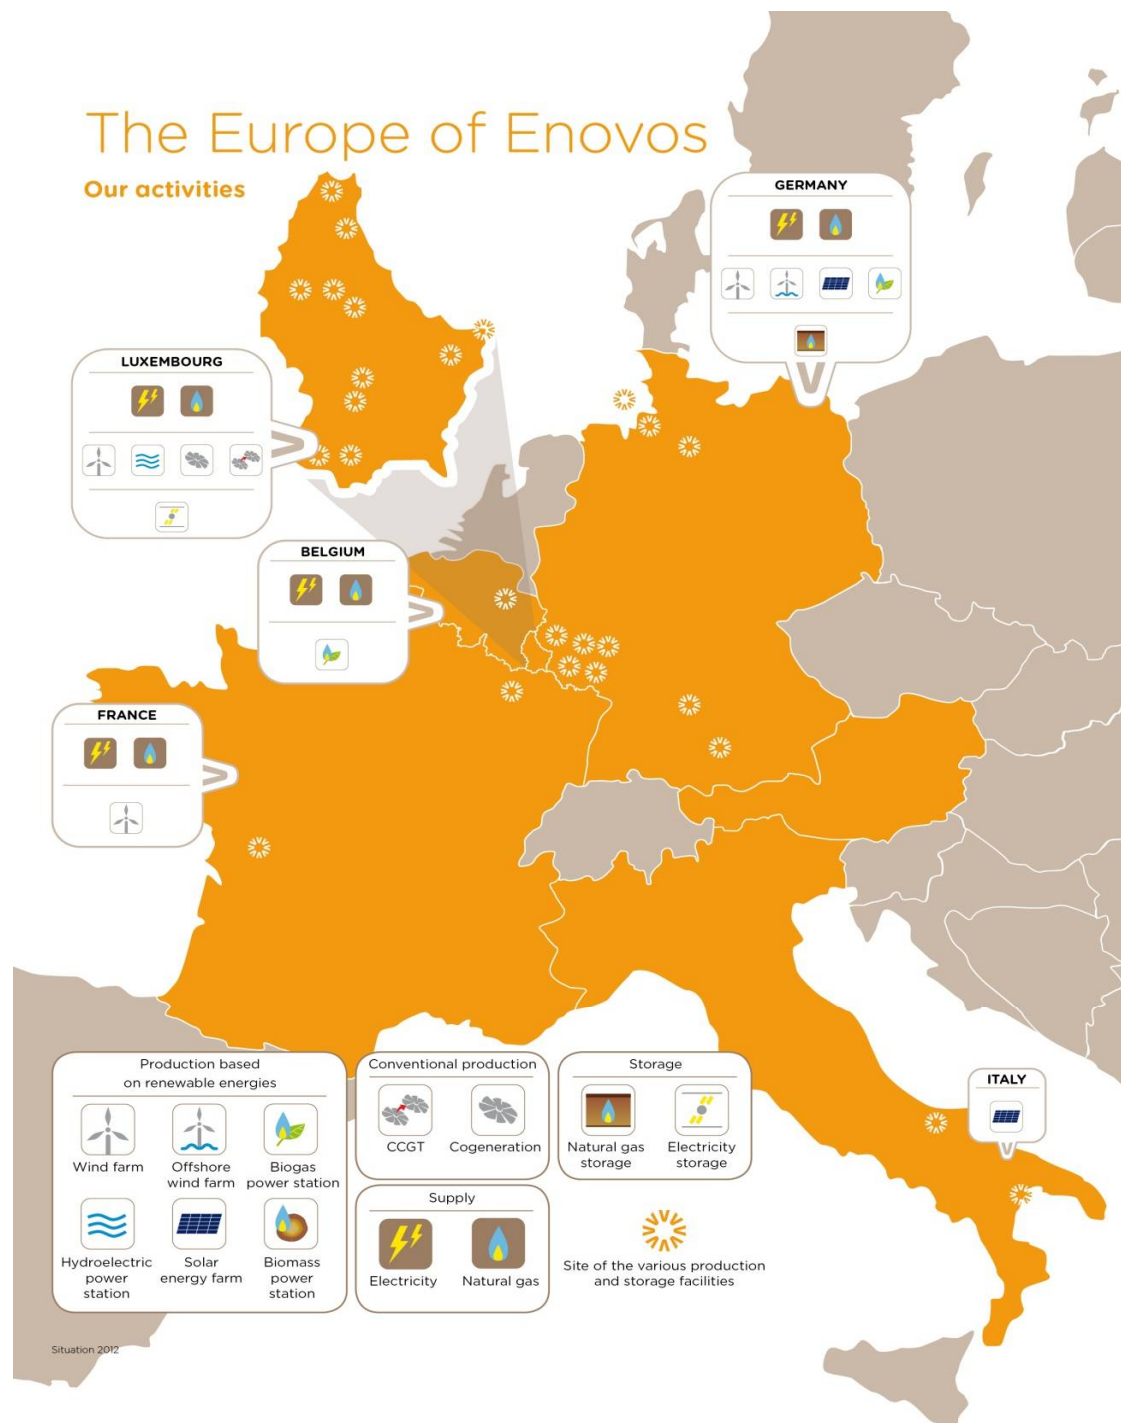 The Europe of Enovos
Our activities
GERMANY
LUXEMBOURG
BELGIUM
FRANCE
ITALY
Production based
on renewable energies
Wind farm
Offshore
wind farm
Biogas
power station
Hydroelectric
power
station
Solar
energy farm
Biomass
power
station
Conventional production
CCGT
Cogeneration
Supply
Electricity
Natural gas
Storage
Natural gas
storage
Electricity
storage
Site of the various production
and storage facilities
Situation 2012